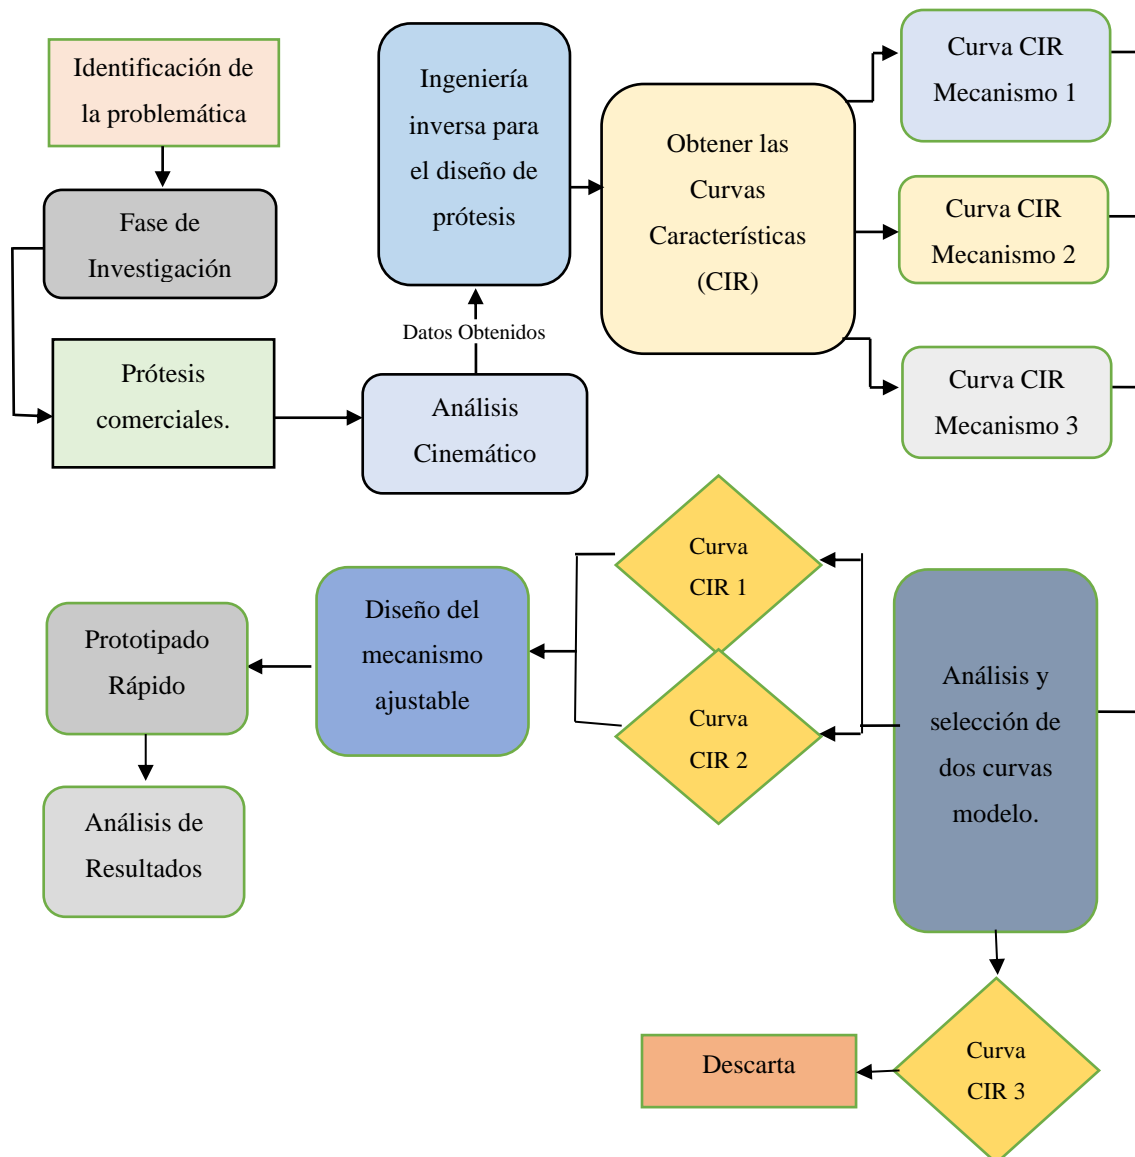 Identificación de
la problemática
Fase de
Investigación
Prótesis
comerciales.
Ingeniería
inversa para
el diseño de
prótesis
Datos Obtenidos
Análisis
Cinemático
Obtener las
Curvas
Características
(CIR)
Curva CIR
Mecanismo 1
Curva CIR
Mecanismo 2
Curva CIR
Mecanismo 3
Análisis y
selección de
dos curvas
modelo.
Curva
CIR 1
Curva
CIR 2
Diseño del
mecanismo
ajustable
Prototipado
Rápido
Análisis de
Resultados
Curva
CIR 3
Descarta